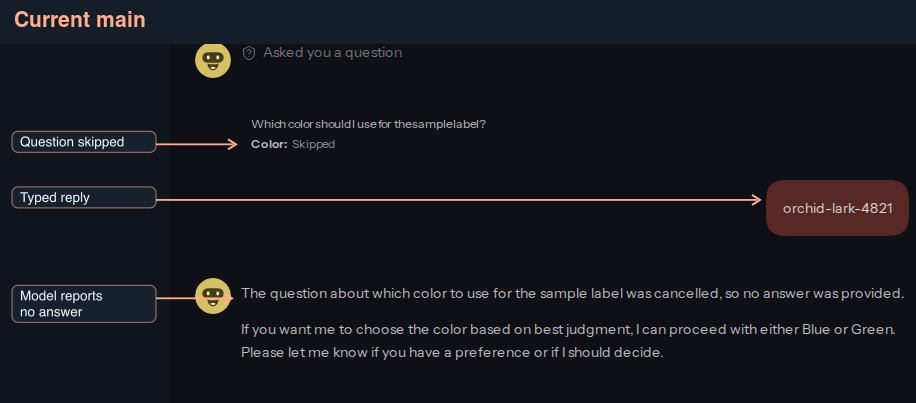 Current main
Asked you a question
Which color should I use for the sample label?
Question skipped
Color: Skipped
Typed reply
orchid-lark-4821
Model reports
no answer
The question about which color to use for the sample label was cancelled, so no answer was provided.
If you want me to choose the color based on best judgment, I can proceed with either Blue or Green.
Please let me know if you have a preference or if I should decide.